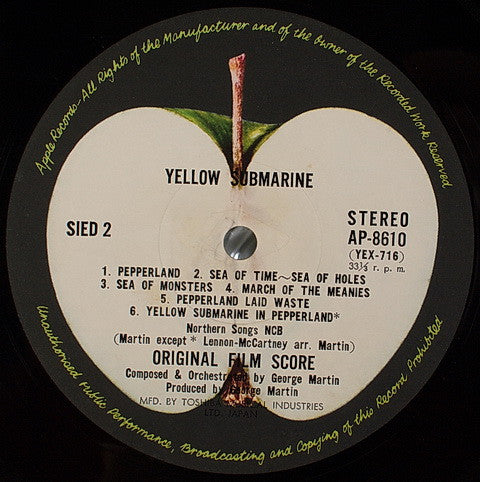 Apple Records-All Rights of the Manufacturer and of the Owner of the Recorded Work Reserved
YELLOW SUBMARINE
SIED 2
STEREO
AP-8610
(YEX-716)
33⅓ r. p. m.
1. PEPPERLAND 2. SEA OF TIME~SEA OF HOLES
3. SEA OF MONSTERS 4. MARCH OF THE MEANIES
5. PEPPERLAND LAID WASTE
6. YELLOW SUBMARINE IN PEPPERLAND*
Northern Songs NCB
(Martin except * Lennon-McCartney arr. Martin)
ORIGINAL FILM SCORE
Composed & Orchestrated by George Martin
Produced by George Martin
MFD. BY TOSHIBA MUSICAL INDUSTRIES
LTD. JAPAN
Unauthorised Public Performance, Broadcasting and Copying of this Record Prohibited